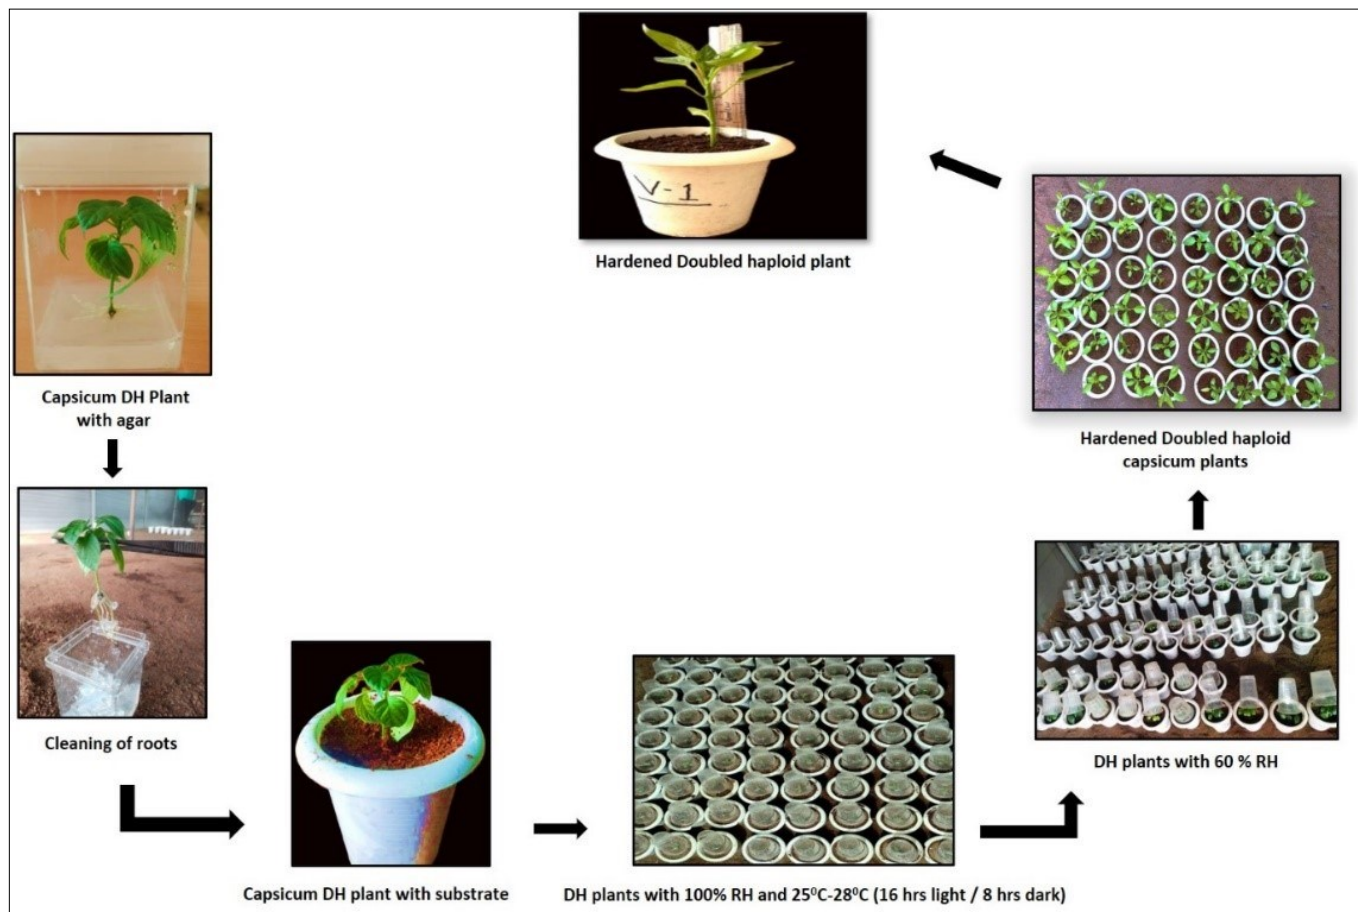 Capsicum DH Plant
with agar
Cleaning of roots
Capsicum DH plant with substrate
DH plants with 100% RH and 25⁰C-28⁰C (16 hrs light / 8 hrs dark)
DH plants with 60 % RH
Hardened Doubled haploid
capsicum plants
V-1
Hardened Doubled haploid plant